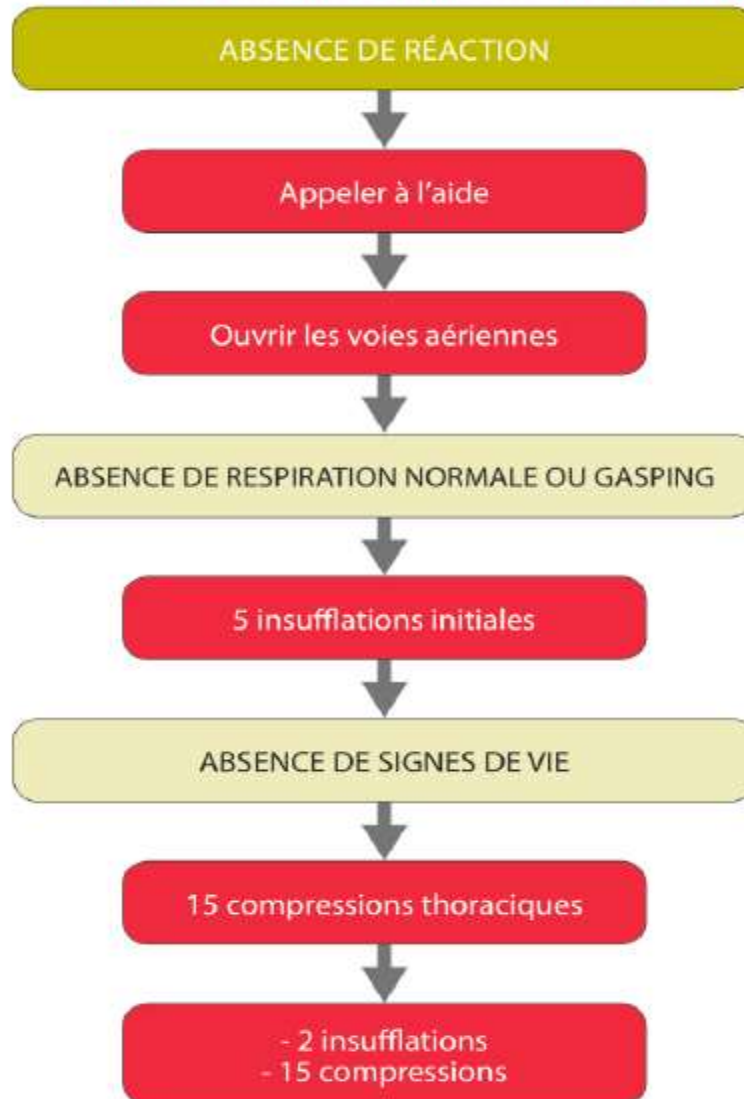 ABSENCE DE RÉACTION
Appeler à l'aide
Ouvrir les voies aériennes
ABSENCE DE RESPIRATION NORMALE OU GASPING
5 insufflations initiales
ABSENCE DE SIGNES DE VIE
15 compressions thoraciques
- 2 insufflations
- 15 compressions